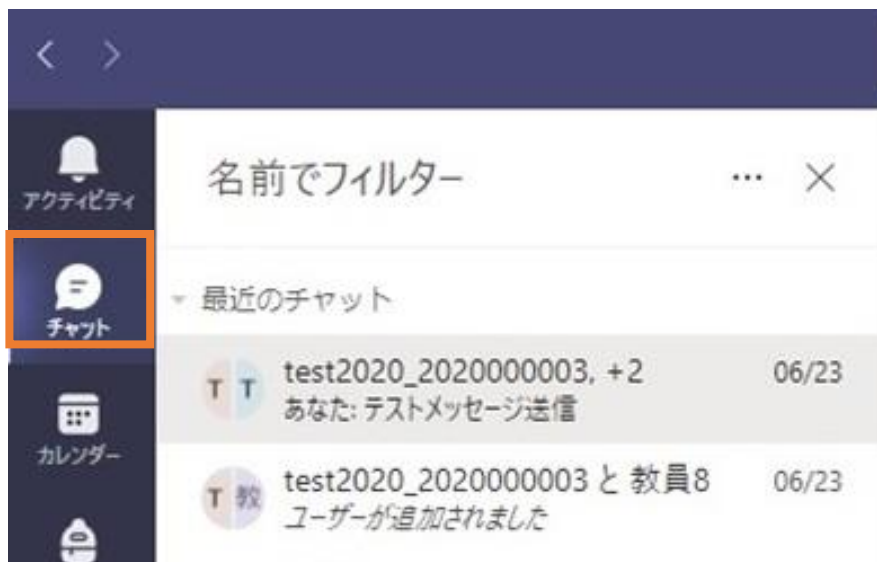 アクティビティ
名前でフィルター
...
チャット
最近のチャット
T T
test2020_2020000003, +2
06/23
あなた: テストメッセージ送信
カレンダー
T 教
test2020_2020000003 と 教員8
06/23
ユーザーが追加されました